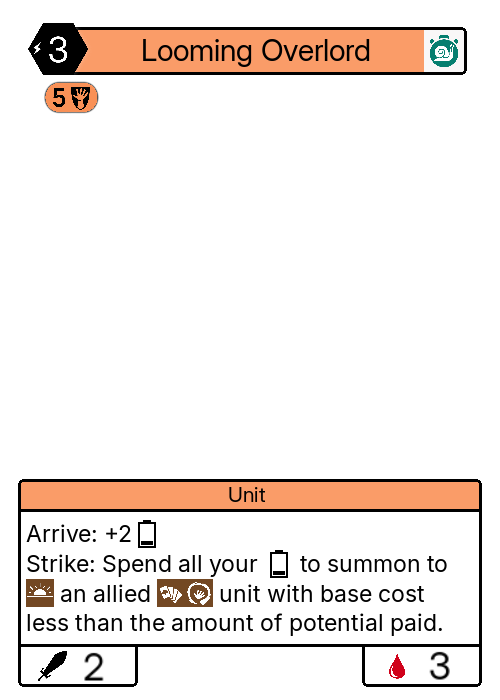 3
Looming Overlord
5
Unit
Arrive: +2
Strike: Spend all your to summon to
an allied unit with base cost
less than the amount of potential paid.
2
3